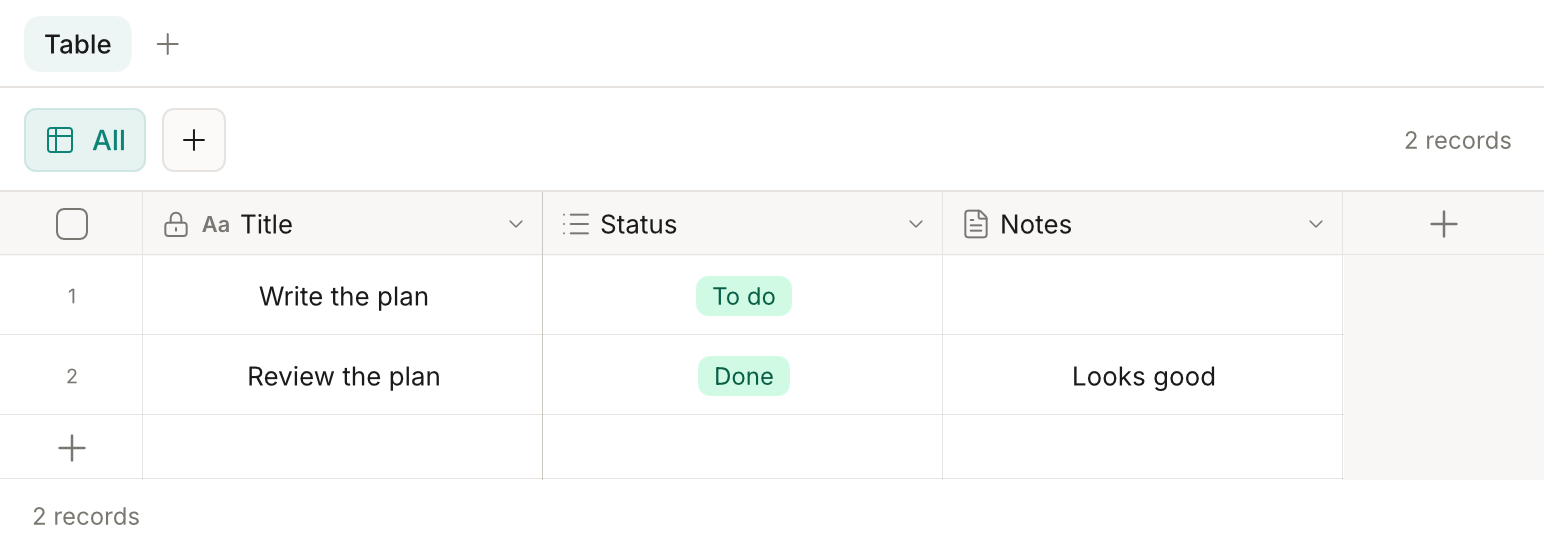 Table
All
2 records
Aa Title Status Notes
1 Write the plan To do
2 Review the plan Done Looks good
2 records